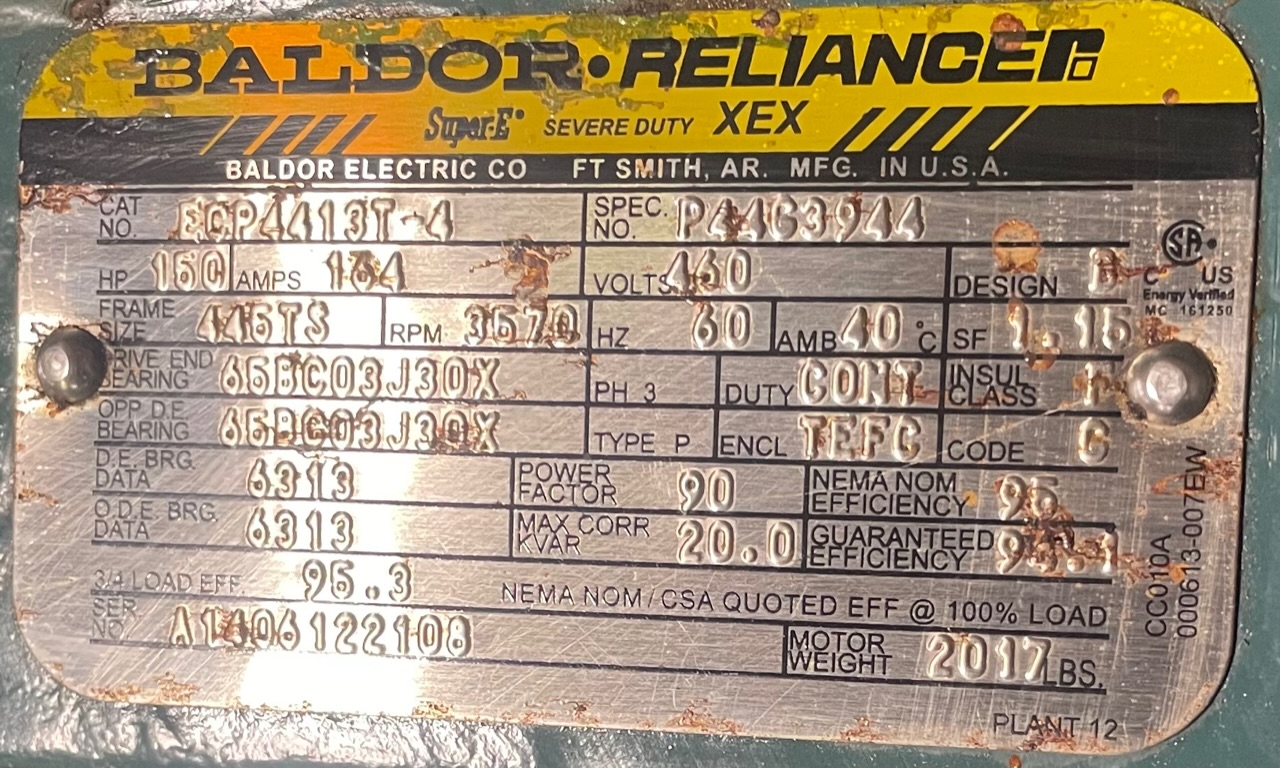 BALDOR•RELIANCER
Super-E® SEVERE DUTY XEX
BALDOR ELECTRIC CO FT SMITH, AR. MFG. IN U.S.A.
CAT NO. ECP4413T-4 SPEC. NO. P44G3944
HP 150 AMPS 164 VOLTS 460 DESIGN B
FRAME SIZE 445TS RPM 3570 HZ 60 AMB 40 °C SF 1.15
DRIVE END BEARING 65BC03J30X PH 3 DUTY CONT INSUL CLASS F
OPP D.E. BEARING 65BC03J30X TYPE P ENCL TEFC CODE G
D.E. BRG. DATA 6313 POWER FACTOR 90 NEMA NOM EFFICIENCY 95
O.D.E. BRG. DATA 6313 MAX CORR KVAR 20.0 GUARANTEED EFFICIENCY 94.1
3/4 LOAD EFF. 95.3 NEMA NOM/CSA QUOTED EFF @ 100% LOAD
SER. NO. A1406122108 MOTOR WEIGHT 2017 LBS.
PLANT 12
SA
C US
Energy Verified
MC 161250
CC010A
000613-007EW